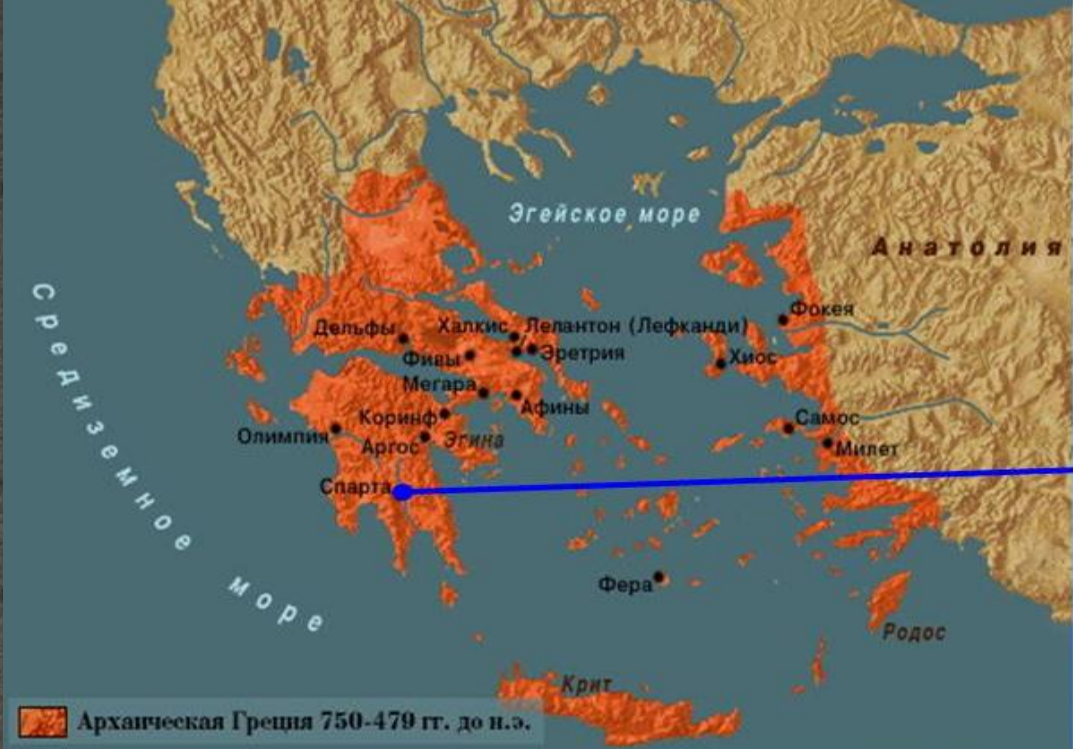 Эгейское море
Анатолия
Средиземное море
Фокея
Дельфы
Халкис
Лелантон (Лефканди)
Фивы
Эретрия
Хиос
Мегара
Афины
Коринф
Самос
Олимпия
Аргос
Эгина
Милет
Спарта
Фера
Родос
Крит
Архаическая Греция 750-479 гг. до н.э.